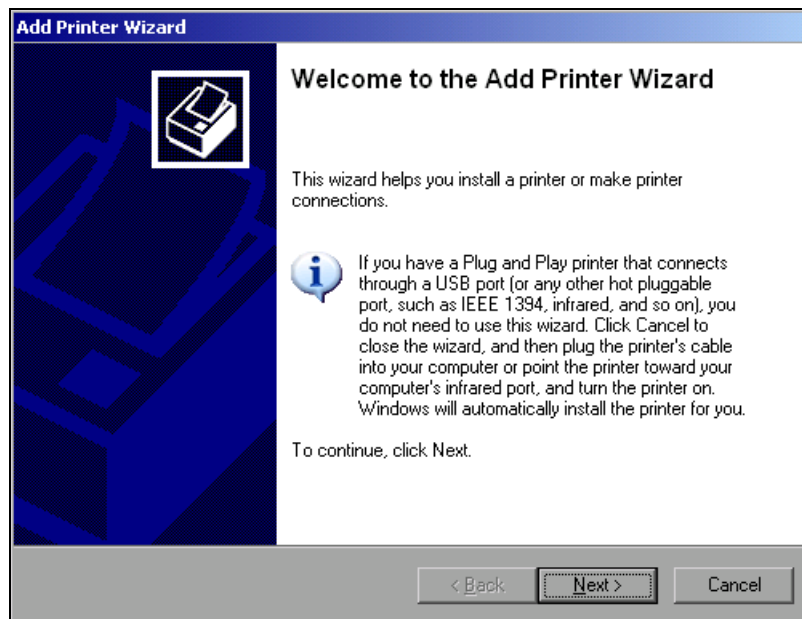 Add Printer Wizard
Welcome to the Add Printer Wizard
This wizard helps you install a printer or make printer
connections.
If you have a Plug and Play printer that connects
through a USB port (or any other hot pluggable
port, such as IEEE 1394, infrared, and so on), you
do not need to use this wizard. Click Cancel to
close the wizard, and then plug the printer's cable
into your computer or point the printer toward your
computer's infrared port, and turn the printer on.
Windows will automatically install the printer for you.
To continue, click Next.
< Back Next > Cancel